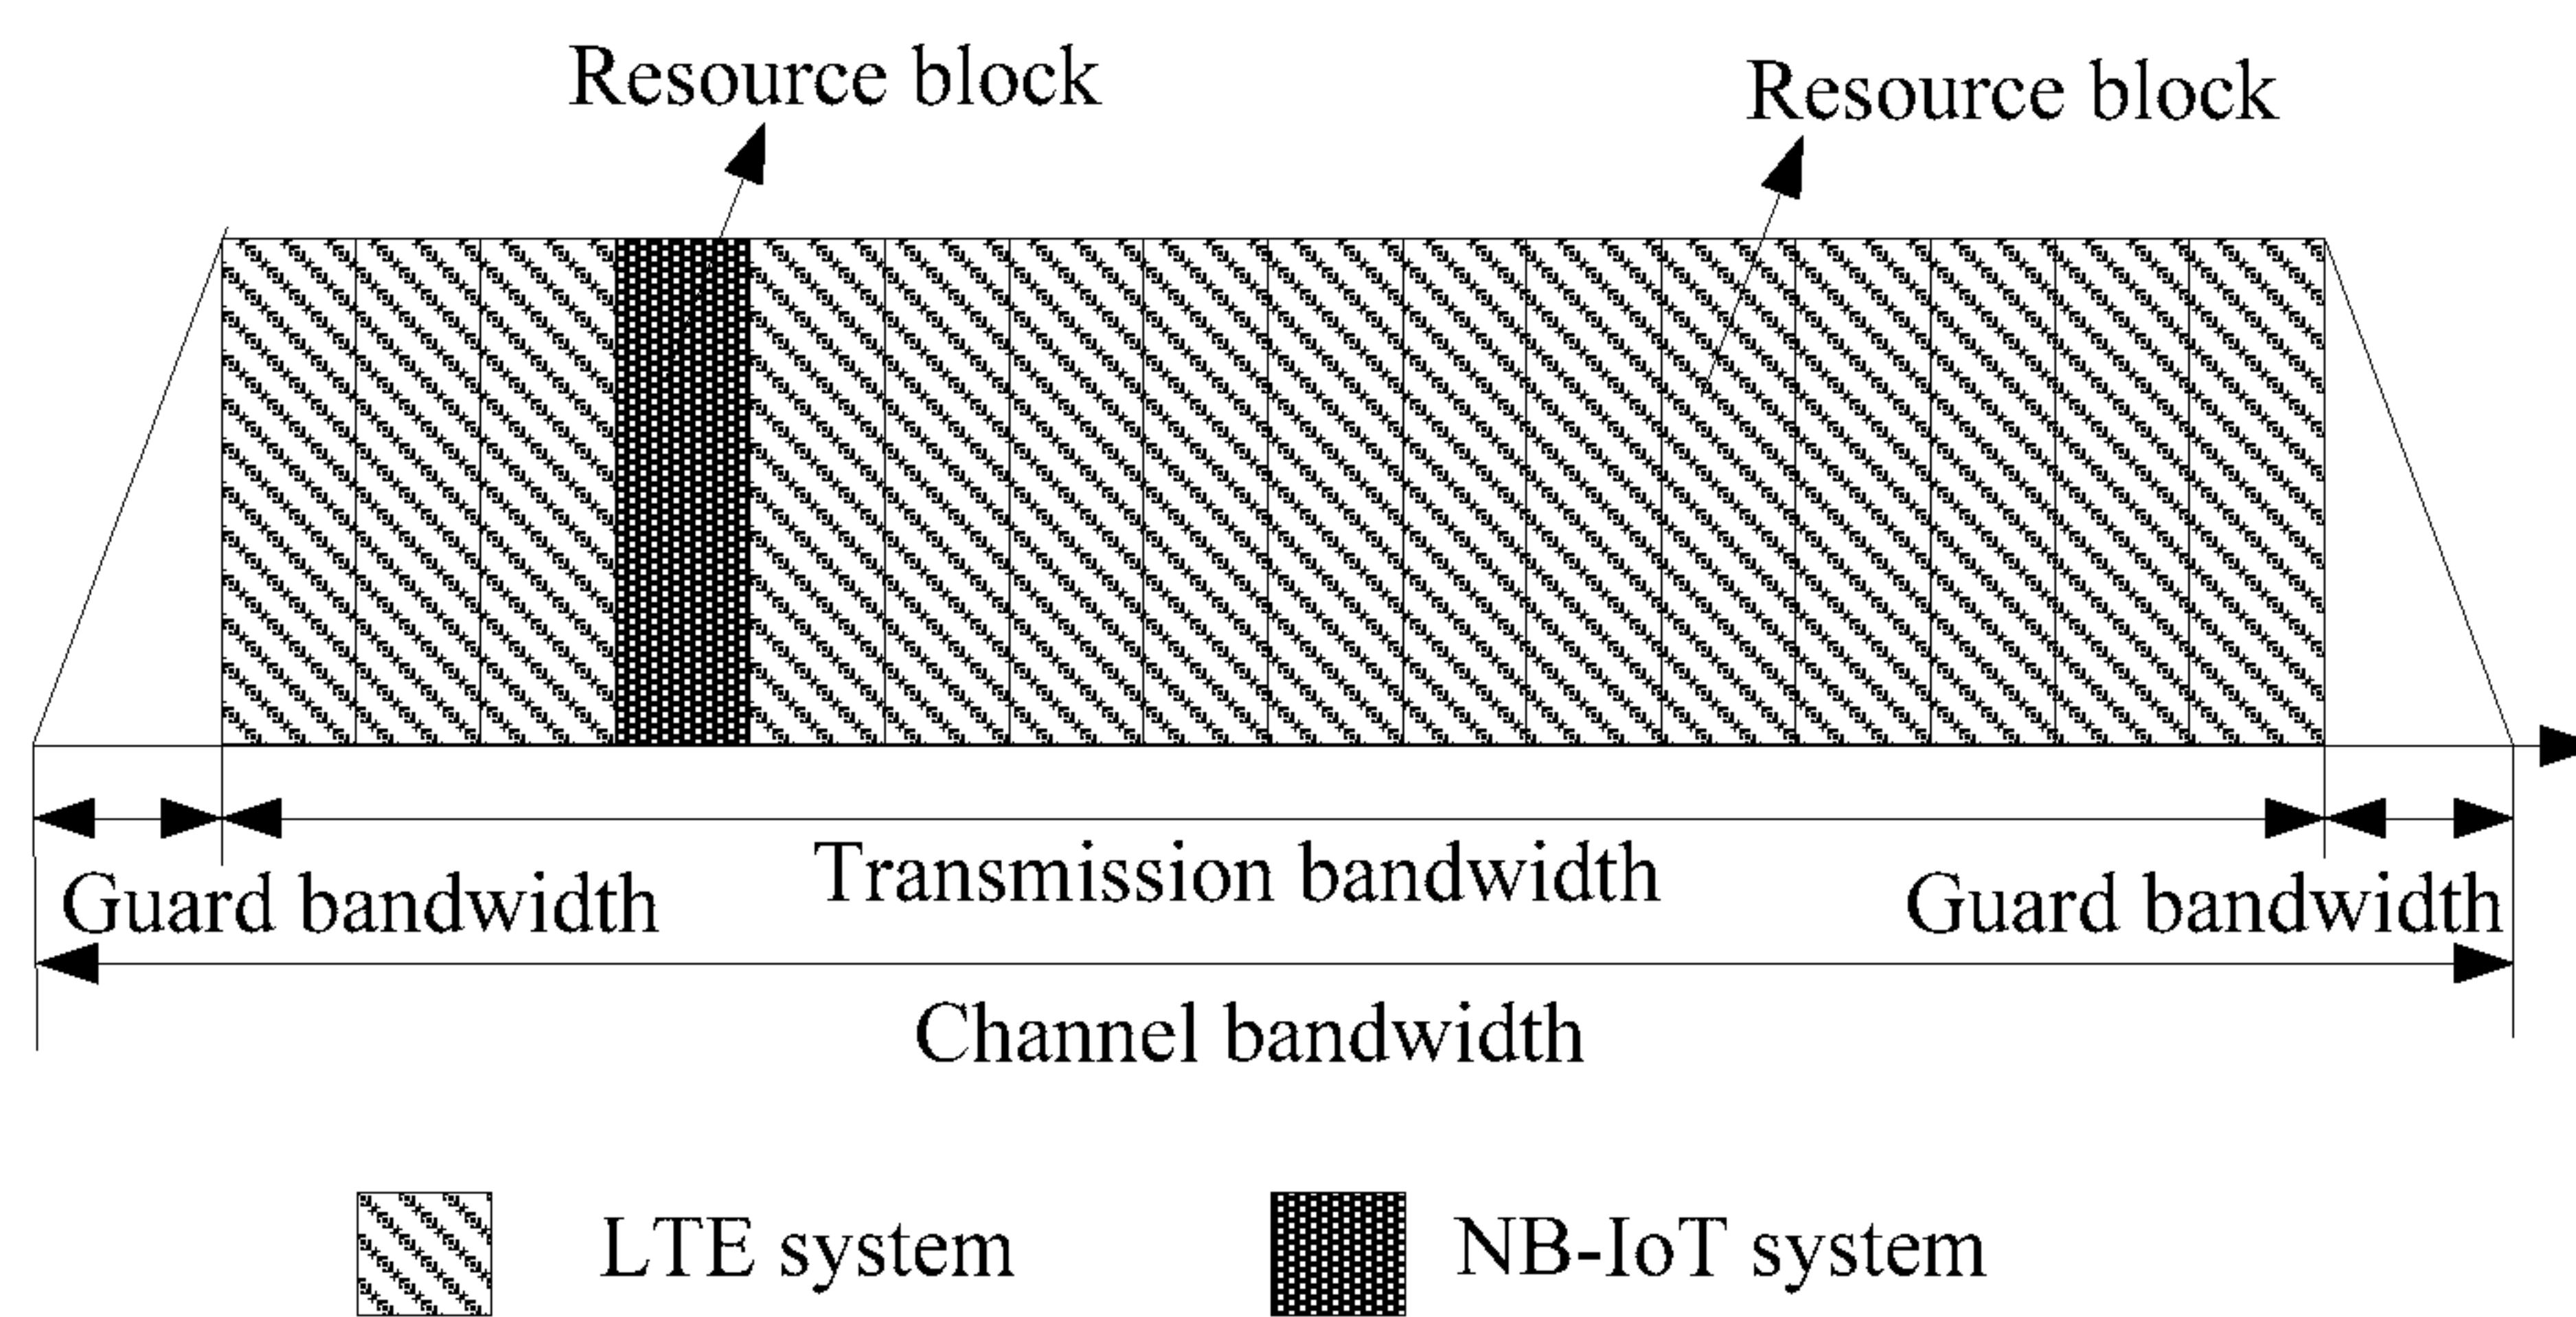 Resource block
Resource block
Transmission bandwidth
Guard bandwidth
Guard bandwidth
Channel bandwidth
LTE system
NB-IoT system